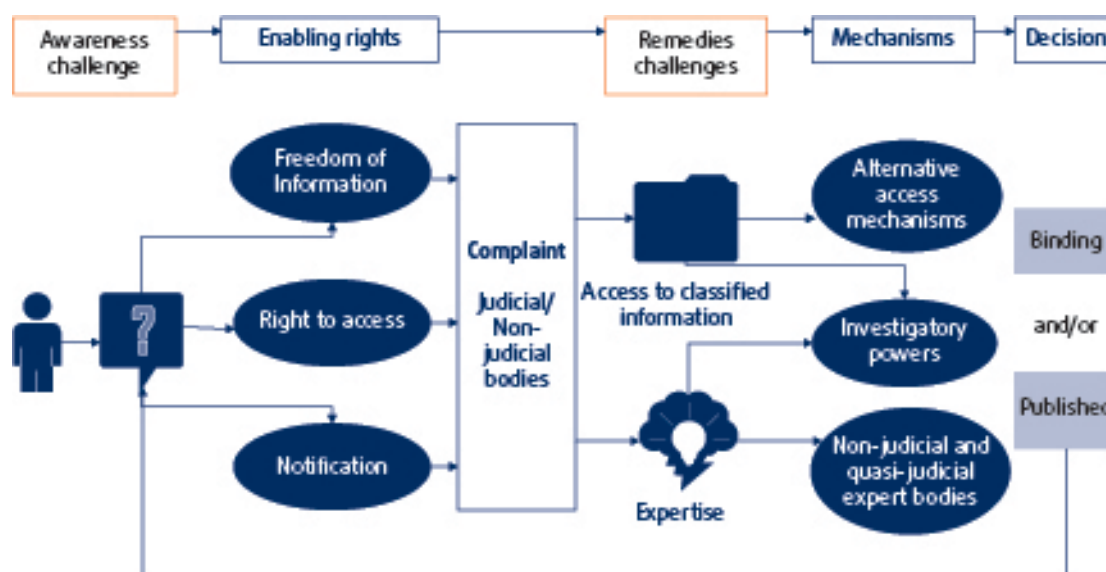 Awareness
challenge
Enabling rights
Remedies
challenges
Mechanisms
Decision
Freedom of
Information
Right to access
Notification
Complaint
Judicial/
Non-
judicial
bodies
Access to classified
information
Expertise
Alternative
access
mechanisms
Investigatory
powers
Non-judicial and
quasi-judicial
expert bodies
Binding
and/or
Published
?